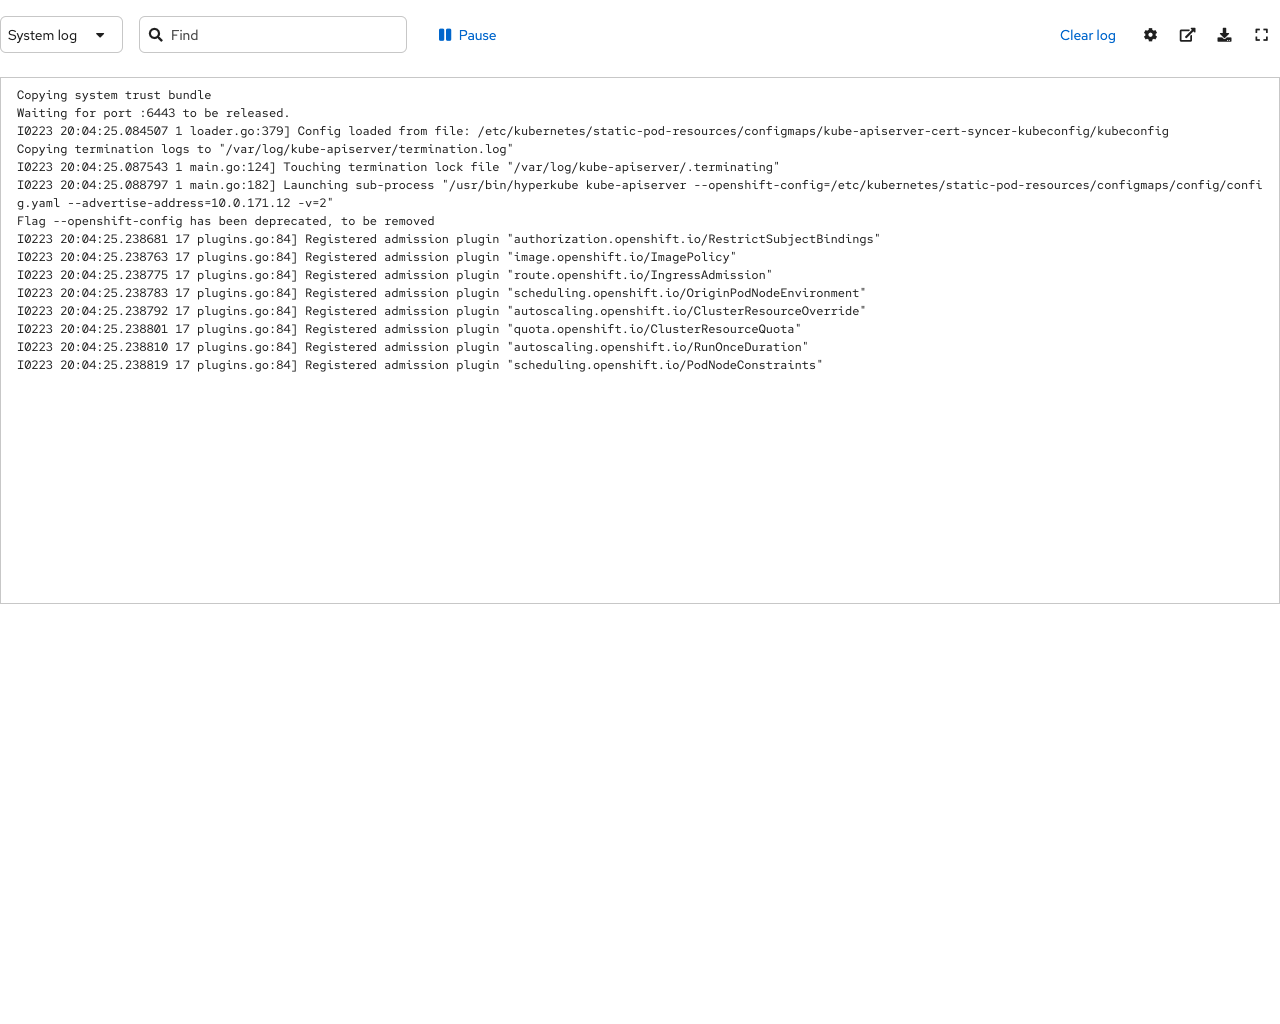 System log
Find
Pause
Clear log
Copying system trust bundle
Waiting for port :6443 to be released.
I0223 20:04:25.084507 1 loader.go:379] Config loaded from file: /etc/kubernetes/static-pod-resources/configmaps/kube-apiserver-cert-syncer-kubeconfig/kubeconfig
Copying termination logs to "/var/log/kube-apiserver/termination.log"
I0223 20:04:25.087543 1 main.go:124] Touching termination lock file "/var/log/kube-apiserver/.terminating"
I0223 20:04:25.088797 1 main.go:182] Launching sub-process "/usr/bin/hyperkube kube-apiserver --openshift-config=/etc/kubernetes/static-pod-resources/configmaps/config/confi
g.yaml --advertise-address=10.0.171.12 -v=2"
Flag --openshift-config has been deprecated, to be removed
I0223 20:04:25.238681 17 plugins.go:84] Registered admission plugin "authorization.openshift.io/RestrictSubjectBindings"
I0223 20:04:25.238763 17 plugins.go:84] Registered admission plugin "image.openshift.io/ImagePolicy"
I0223 20:04:25.238775 17 plugins.go:84] Registered admission plugin "route.openshift.io/IngressAdmission"
I0223 20:04:25.238783 17 plugins.go:84] Registered admission plugin "scheduling.openshift.io/OriginPodNodeEnvironment"
I0223 20:04:25.238792 17 plugins.go:84] Registered admission plugin "autoscaling.openshift.io/ClusterResourceOverride"
I0223 20:04:25.238801 17 plugins.go:84] Registered admission plugin "quota.openshift.io/ClusterResourceQuota"
I0223 20:04:25.238810 17 plugins.go:84] Registered admission plugin "autoscaling.openshift.io/RunOnceDuration"
I0223 20:04:25.238819 17 plugins.go:84] Registered admission plugin "scheduling.openshift.io/PodNodeConstraints"